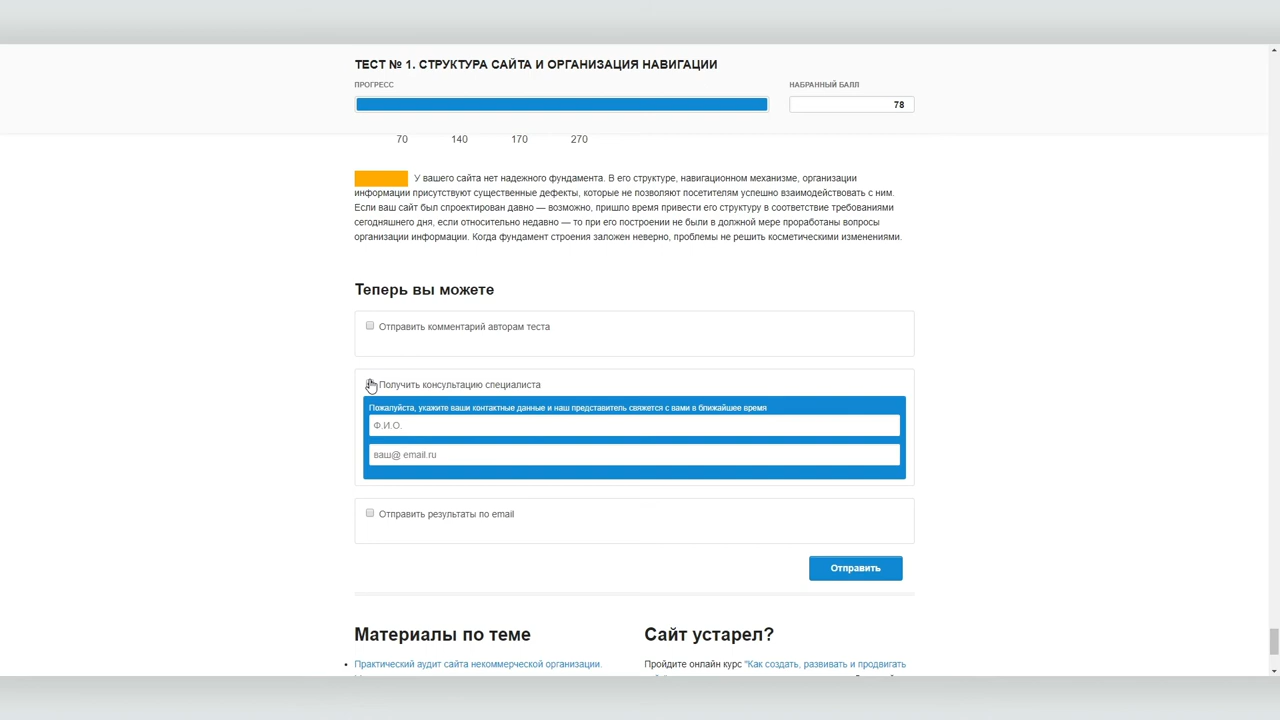 ТЕСТ № 1. СТРУКТУРА САЙТА И ОРГАНИЗАЦИЯ НАВИГАЦИИ
ПРОГРЕСС
НАБРАННЫЙ БАЛЛ
78
70 140 170 270
У вашего сайта нет надежного фундамента. В его структуре, навигационном механизме, организации
информации присутствуют существенные дефекты, которые не позволяют посетителям успешно взаимодействовать с ним.
Если ваш сайт был спроектирован давно — возможно, пришло время привести его структуру в соответствие требованиями
сегодняшнего дня, если относительно недавно — то при его построении не были в должной мере проработаны вопросы
организации информации. Когда фундамент строения заложен неверно, проблемы не решить косметическими изменениями.
Теперь вы можете
Отправить комментарий авторам теста
Получить консультацию специалиста
Пожалуйста, укажите ваши контактные данные и наш представитель свяжется с вами в ближайшее время
Ф.И.О.
ваш@ email.ru
Отправить результаты по email
Отправить
Материалы по теме
Практический аудит сайта некоммерческой организации.
Сайт устарел?
Пройдите онлайн курс "Как создать, развивать и продвигать